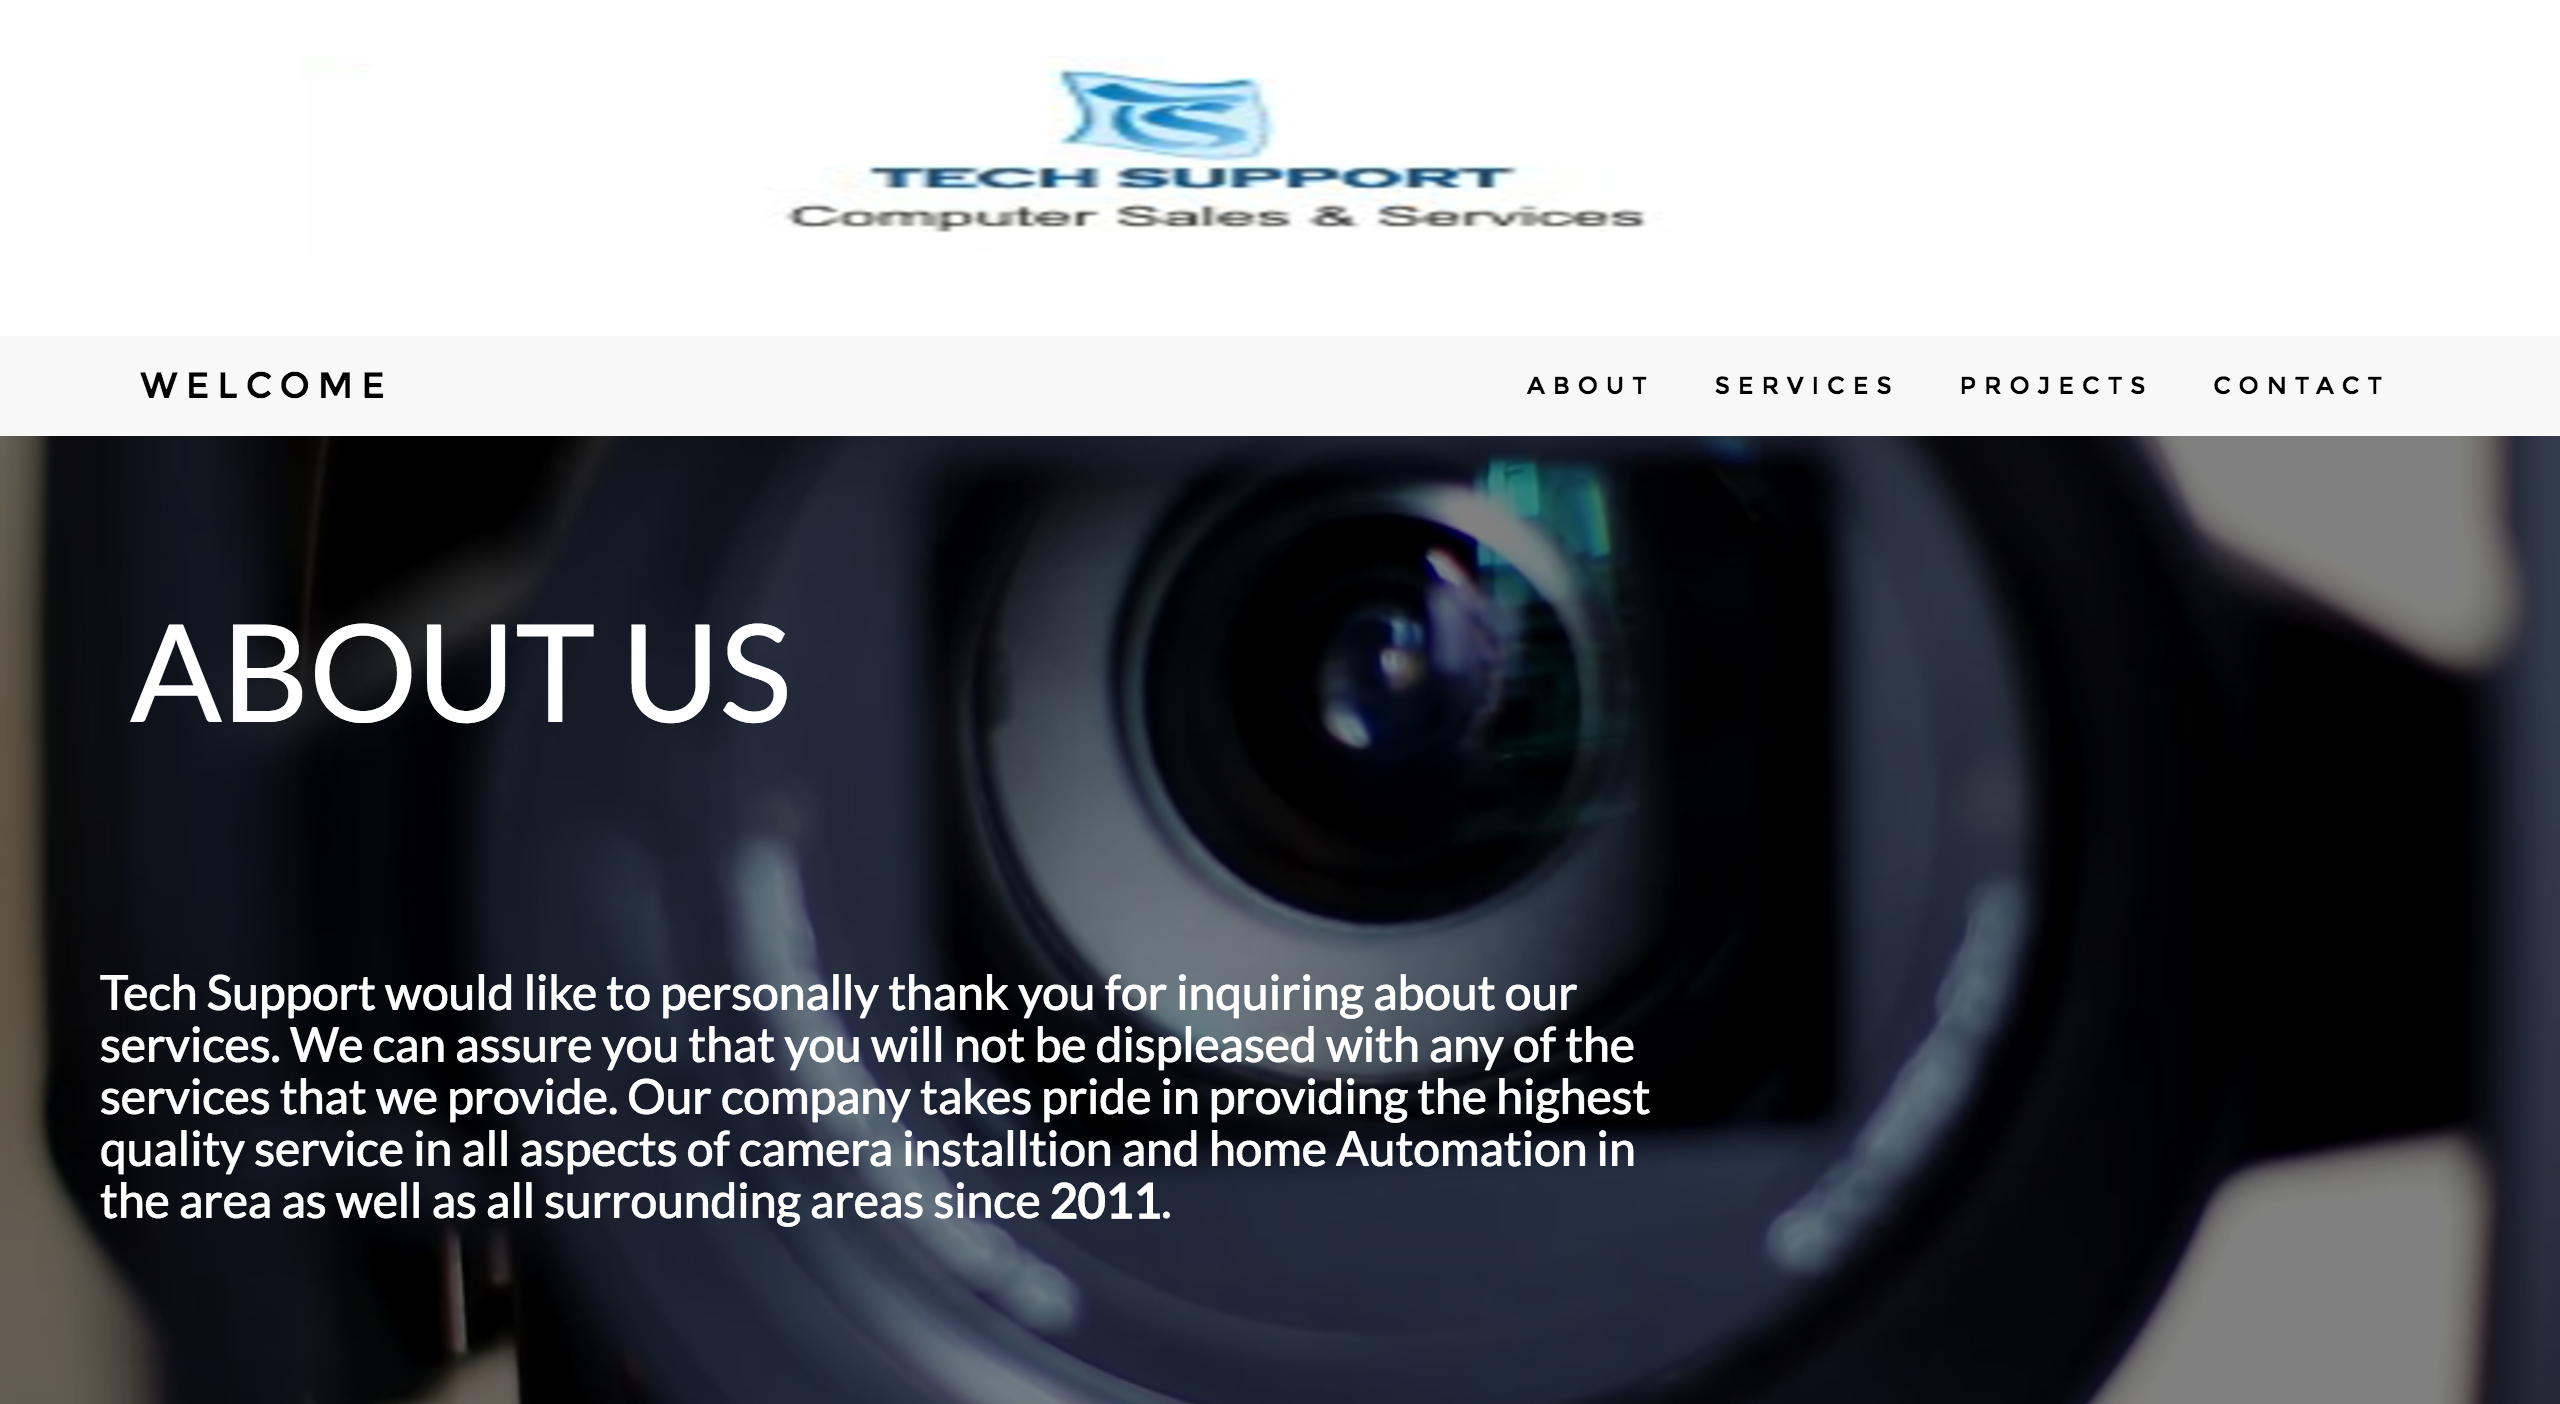 TS
TECH SUPPORT
Computer Sales & Services
WELCOME
ABOUT SERVICES PROJECTS CONTACT
ABOUT US
Tech Support would like to personally thank you for inquiring about our
services. We can assure you that you will not be displeased with any of the
services that we provide. Our company takes pride in providing the highest
quality service in all aspects of camera installtion and home Automation in
the area as well as all surrounding areas since 2011.